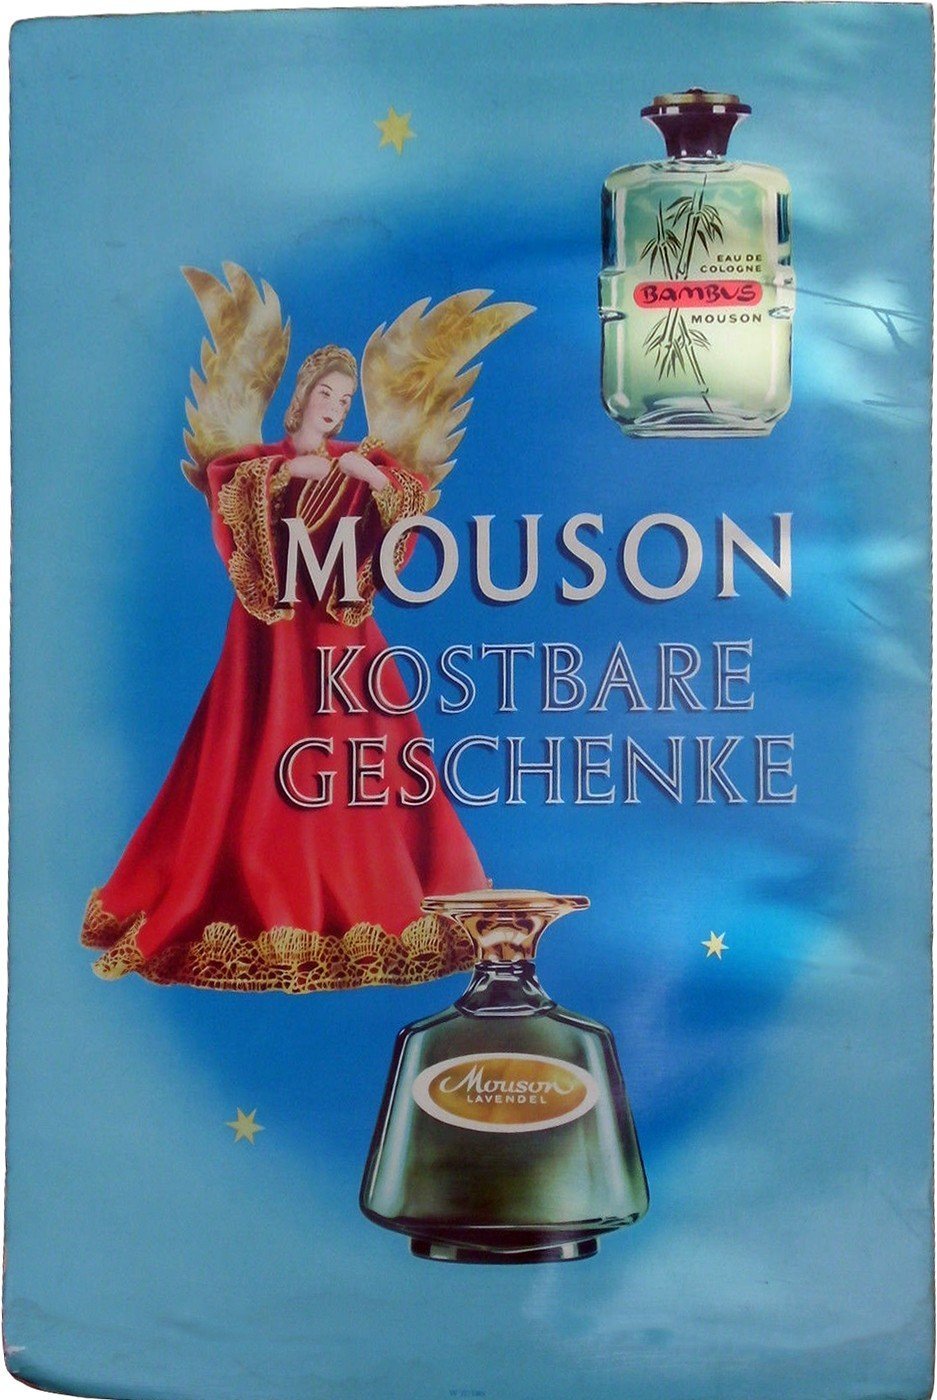 EAU DE
COLOGNE
BAMBUS
MOUSON
MOUSON
KOSTBARE
GESCHENKE
Mouson
LAVENDEL